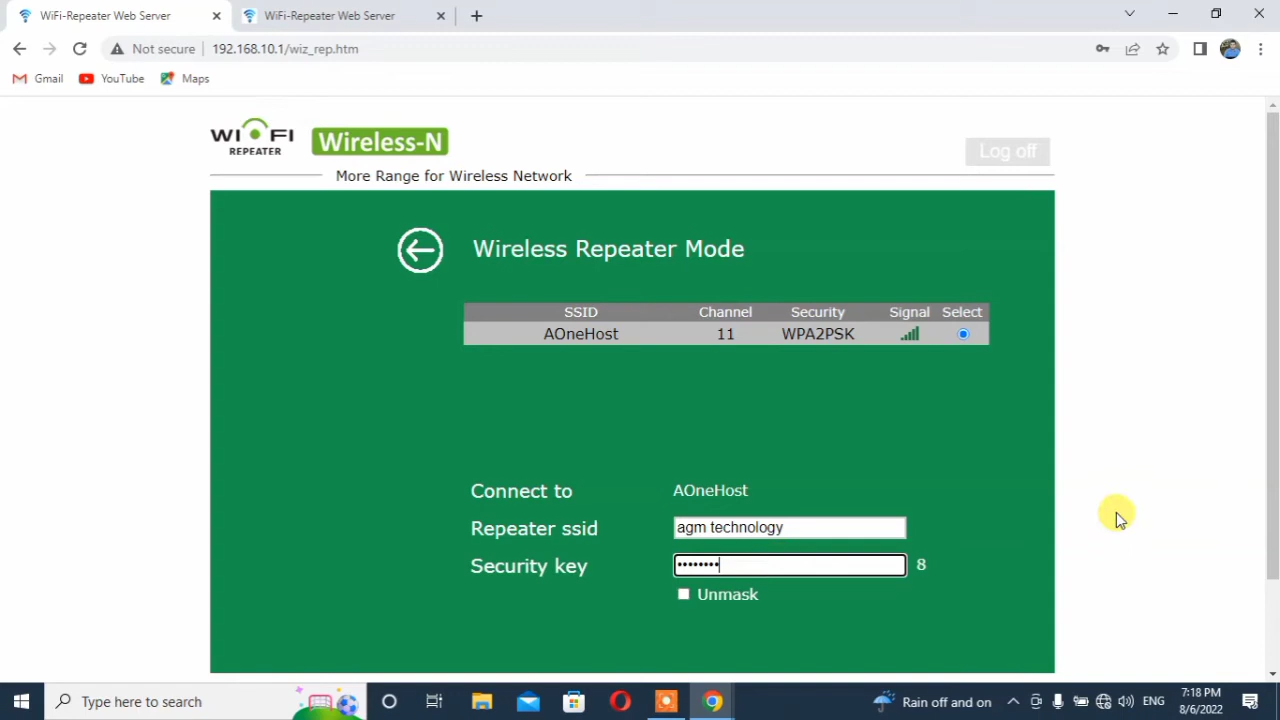 WiFi-Repeater Web Server
WiFi-Repeater Web Server
Not secure 192.168.10.1/wiz_rep.htm
Gmail YouTube Maps
WI FI
REPEATER
Wireless-N
Log off
More Range for Wireless Network
Wireless Repeater Mode
SSID Channel Security Signal Select
AOneHost 11 WPA2PSK
Connect to AOneHost
Repeater ssid agm technology
Security key •••••••• 8
Unmask
Type here to search
Rain off and on
ENG
7:18 PM
8/6/2022